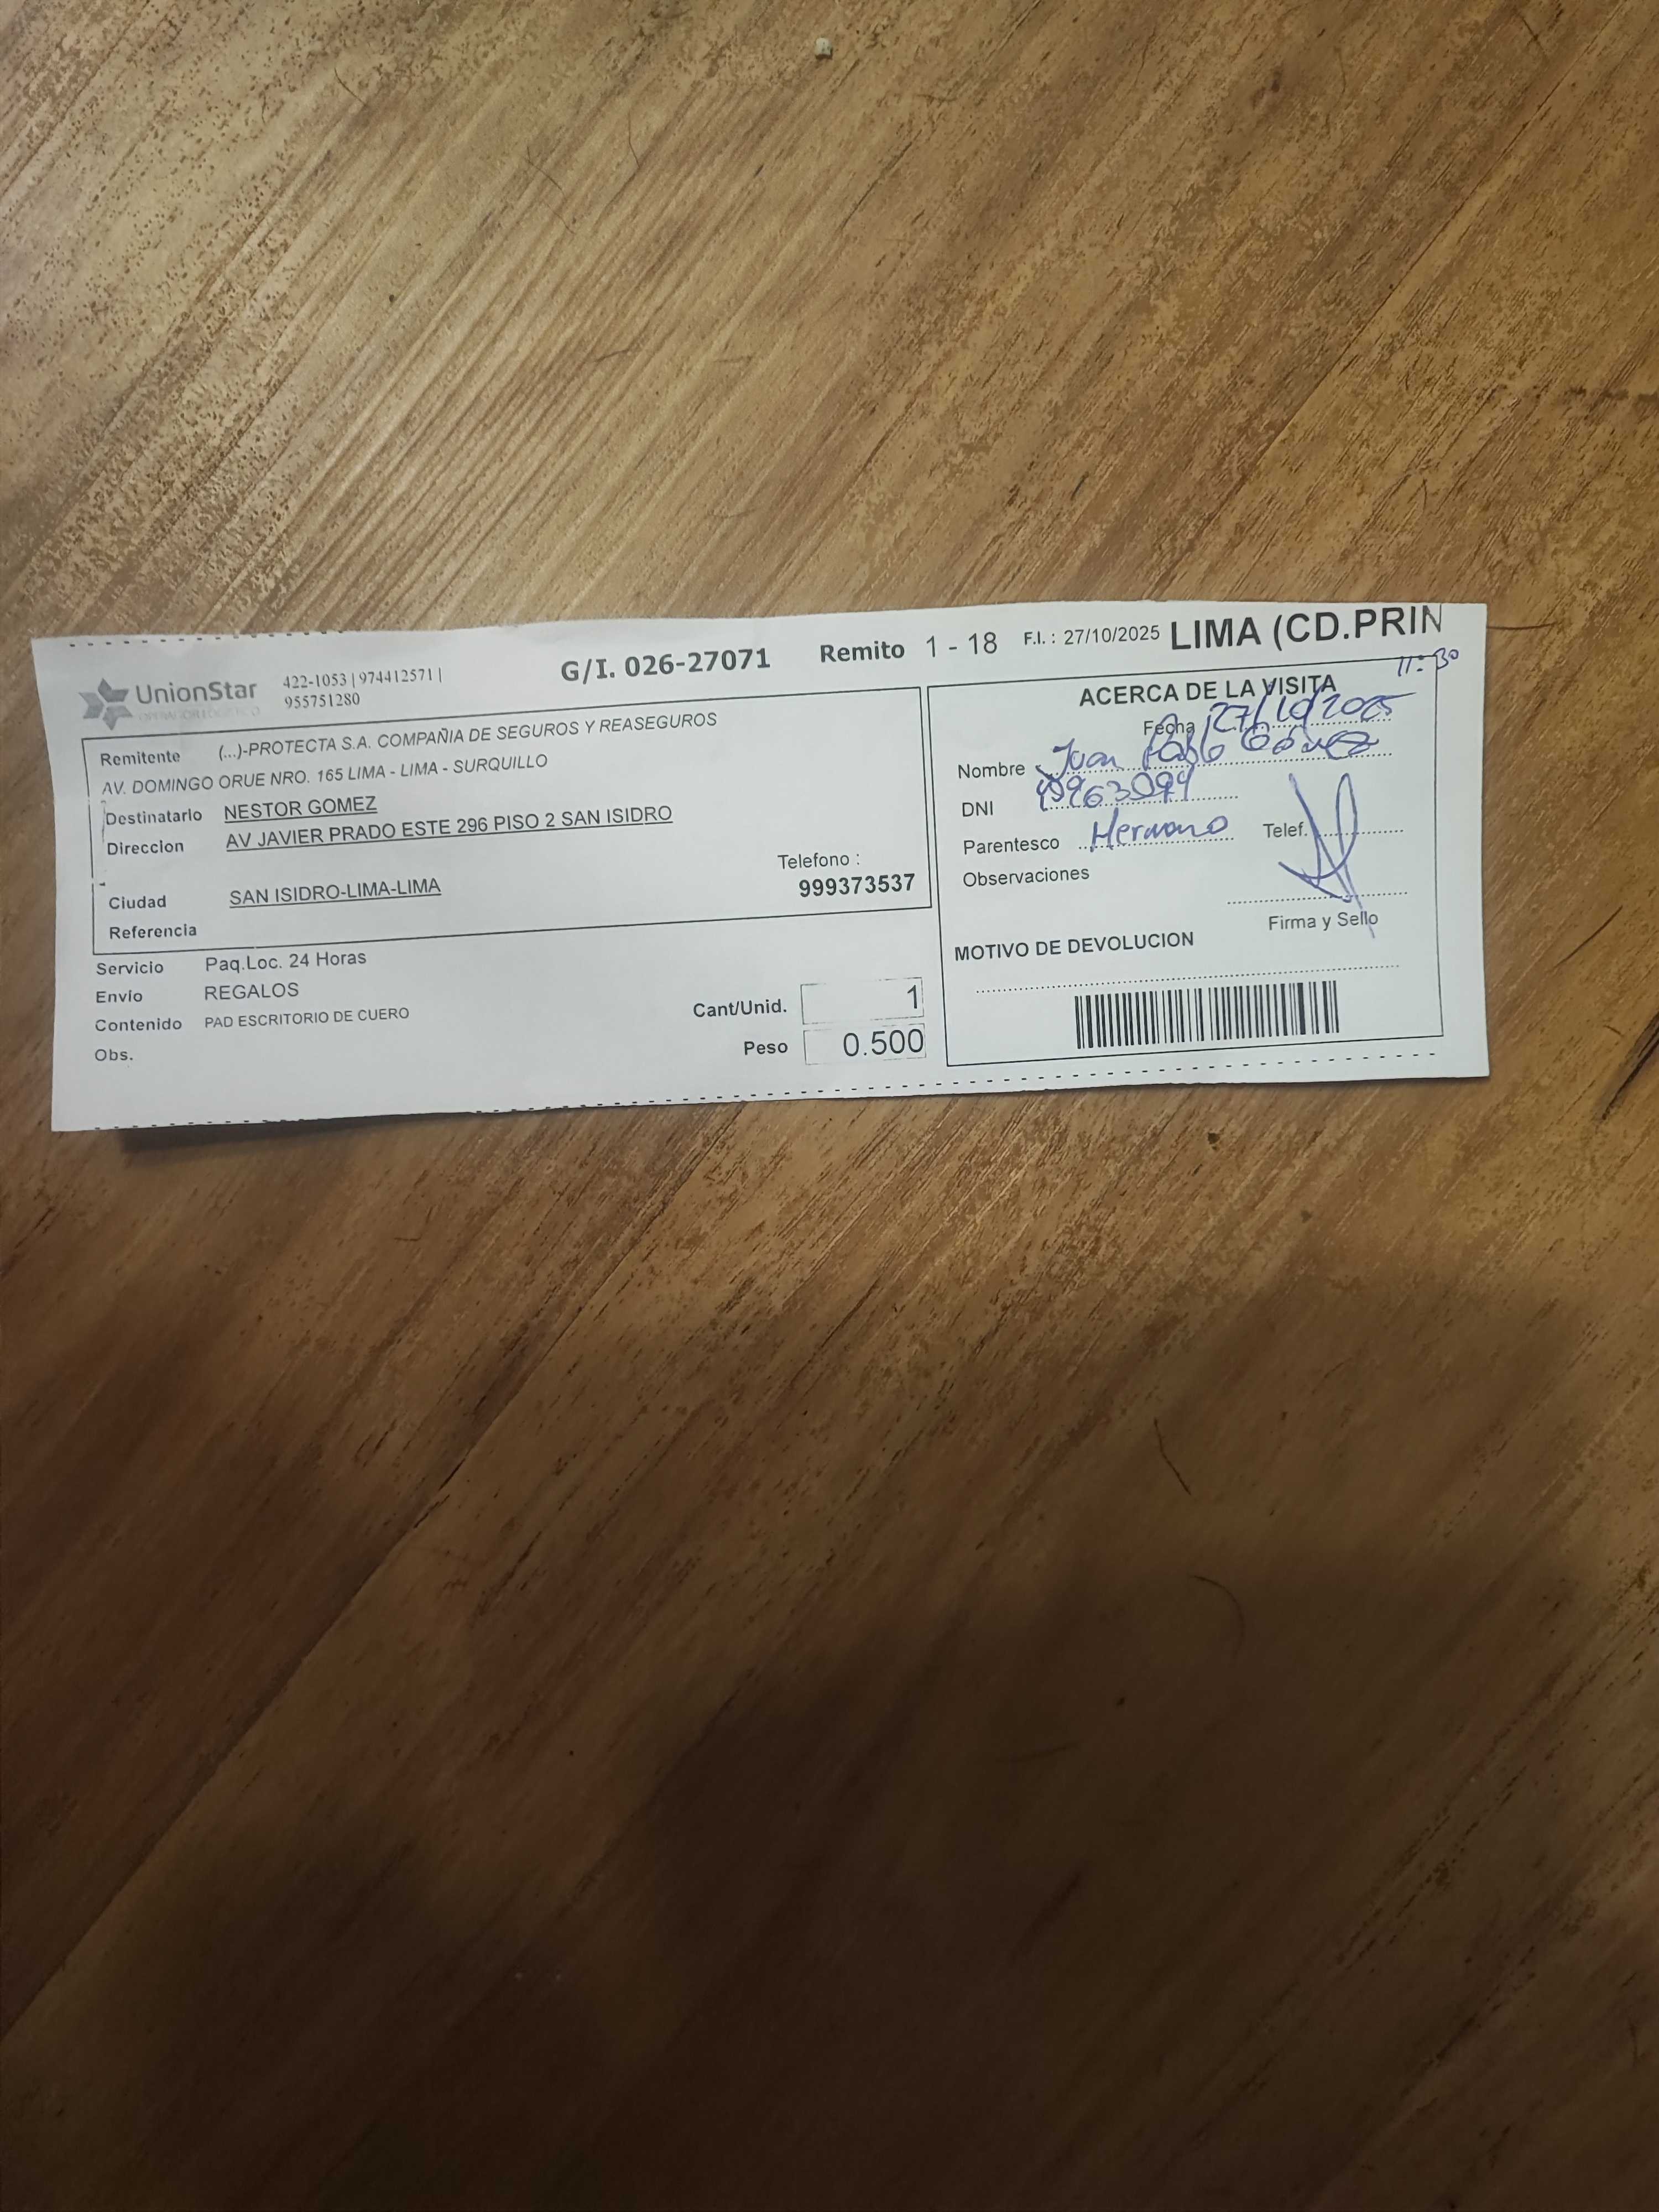 UnionStar
OPERADOR LOGISTICO
422-1053 | 974412571 |
955751280
G/I. 026-27071
Remito 1 - 18
F.I. : 27/10/2025
LIMA (CD.PRIN
Remitente (...)-PROTECTA S.A. COMPAÑIA DE SEGUROS Y REASEGUROS
AV. DOMINGO ORUE NRO. 165 LIMA - LIMA - SURQUILLO
Destinatario NESTOR GOMEZ
Direccion AV JAVIER PRADO ESTE 296 PISO 2 SAN ISIDRO
Telefono :
999373537
Ciudad SAN ISIDRO-LIMA-LIMA
Referencia
Servicio Paq.Loc. 24 Horas
Envio REGALOS
Contenido PAD ESCRITORIO DE CUERO
Obs.
Cant/Unid. 1
Peso 0.500
11:30
ACERCA DE LA VISITA
Fecha 27/10/2025
Nombre Juan Pablo Gómez
DNI
Parentesco Hermano Telef.
Observaciones
Firma y Sello
MOTIVO DE DEVOLUCION